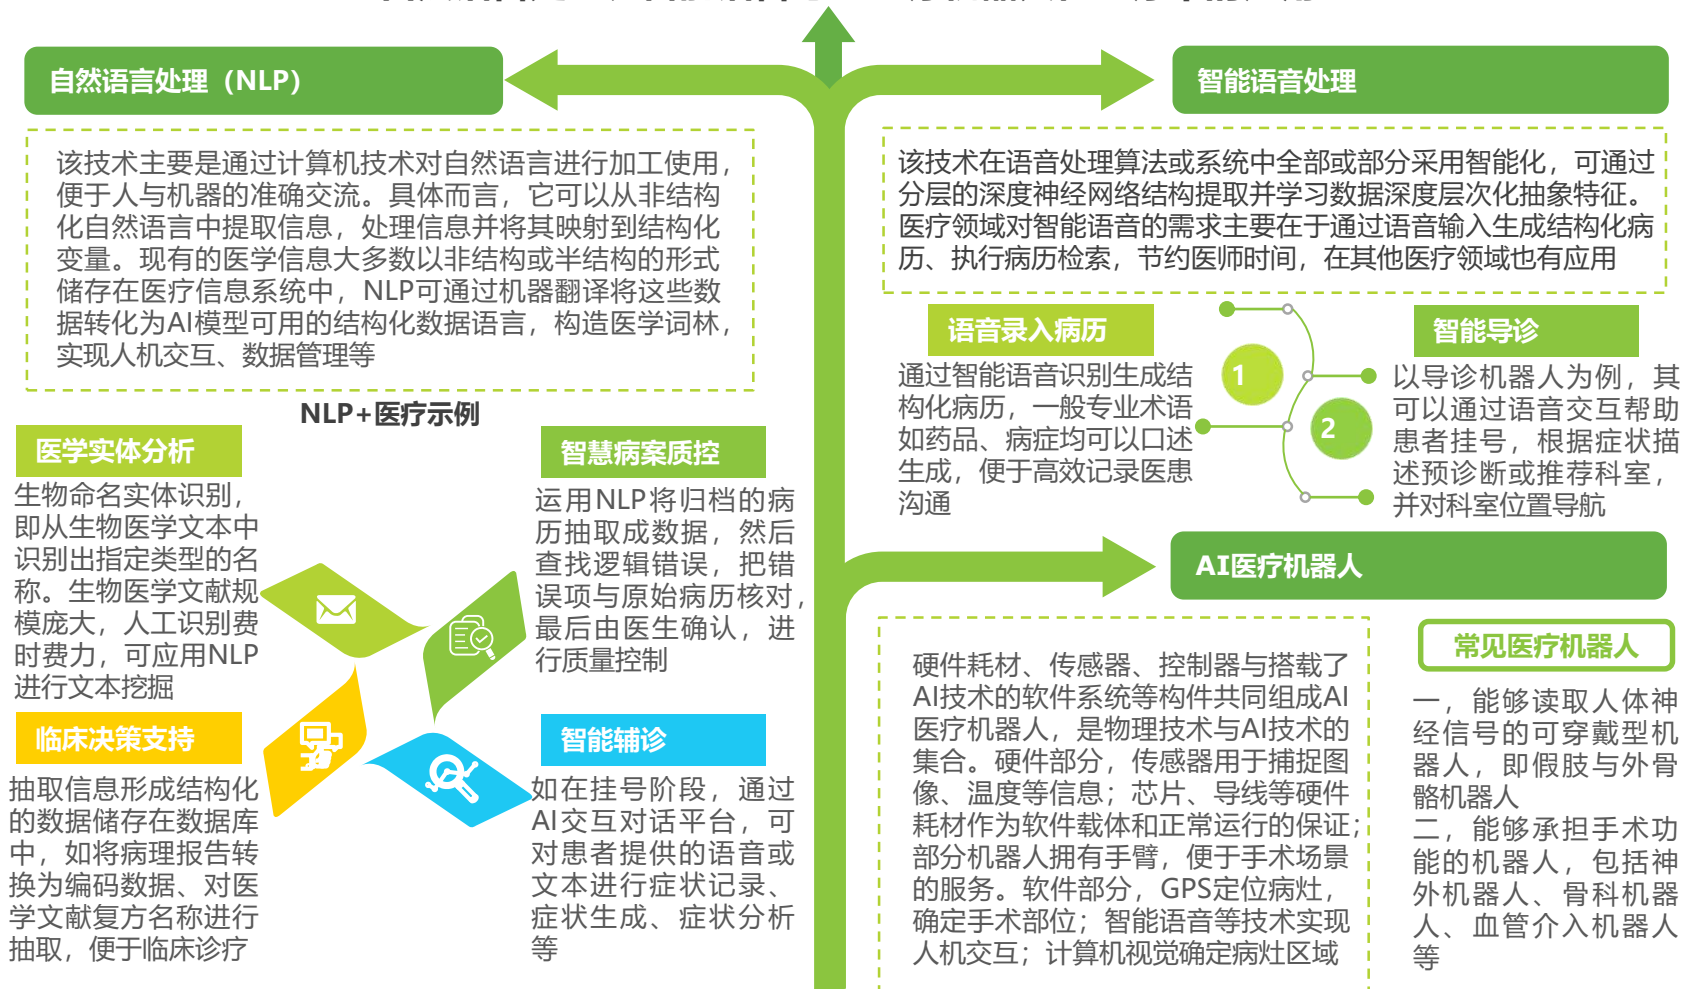 自然语言处理（NLP）
该技术主要是通过计算机技术对自然语言进行加工使用，
便于人与机器的准确交流。具体而言，它可以从非结构
化自然语言中提取信息，处理信息并将其映射到结构化
变量。现有的医学信息大多数以非结构或半结构的形式
储存在医疗信息系统中，NLP可通过机器翻译将这些数
据转化为AI模型可用的结构化数据语言，构造医学词林，
实现人机交互、数据管理等
NLP+医疗示例
医学实体分析
生物命名实体识别，
即从生物医学文本中
识别出指定类型的名
称。生物医学文献规
模庞大，人工识别费
时费力，可应用NLP
进行文本挖掘
智慧病案质控
运用NLP将归档的病
历抽取成数据，然后
查找逻辑错误，把错
误项与原始病历核对，
最后由医生确认，进
行质量控制
临床决策支持
抽取信息形成结构化
的数据储存在数据库
中，如将病理报告转
换为编码数据、对医
学文献复方名称进行
抽取，便于临床诊疗
智能辅诊
如在挂号阶段，通过
AI交互对话平台，可
对患者提供的语音或
文本进行症状记录、
症状生成、症状分析
等
智能语音处理
该技术在语音处理算法或系统中全部或部分采用智能化，可通过
分层的深度神经网络结构提取并学习数据深度层次化抽象特征。
医疗领域对智能语音的需求主要在于通过语音输入生成结构化病
历、执行病历检索，节约医师时间，在其他医疗领域也有应用
语音录入病历
通过智能语音识别生成结
构化病历，一般专业术语
如药品、病症均可以口述
生成，便于高效记录医患
沟通
1
2
智能导诊
以导诊机器人为例，其
可以通过语音交互帮助
患者挂号，根据症状描
述预诊断或推荐科室，
并对科室位置导航
AI医疗机器人
硬件耗材、传感器、控制器与搭载了
AI技术的软件系统等构件共同组成AI
医疗机器人，是物理技术与AI技术的
集合。硬件部分，传感器用于捕捉图
像、温度等信息；芯片、导线等硬件
耗材作为软件载体和正常运行的保证；
部分机器人拥有手臂，便于手术场景
的服务。软件部分，GPS定位病灶，
确定手术部位；智能语音等技术实现
人机交互；计算机视觉确定病灶区域
常见医疗机器人
一，能够读取人体神
经信号的可穿戴型机
器人，即假肢与外骨
骼机器人
二，能够承担手术功
能的机器人，包括神
外机器人、骨科机器
人、血管介入机器人
等